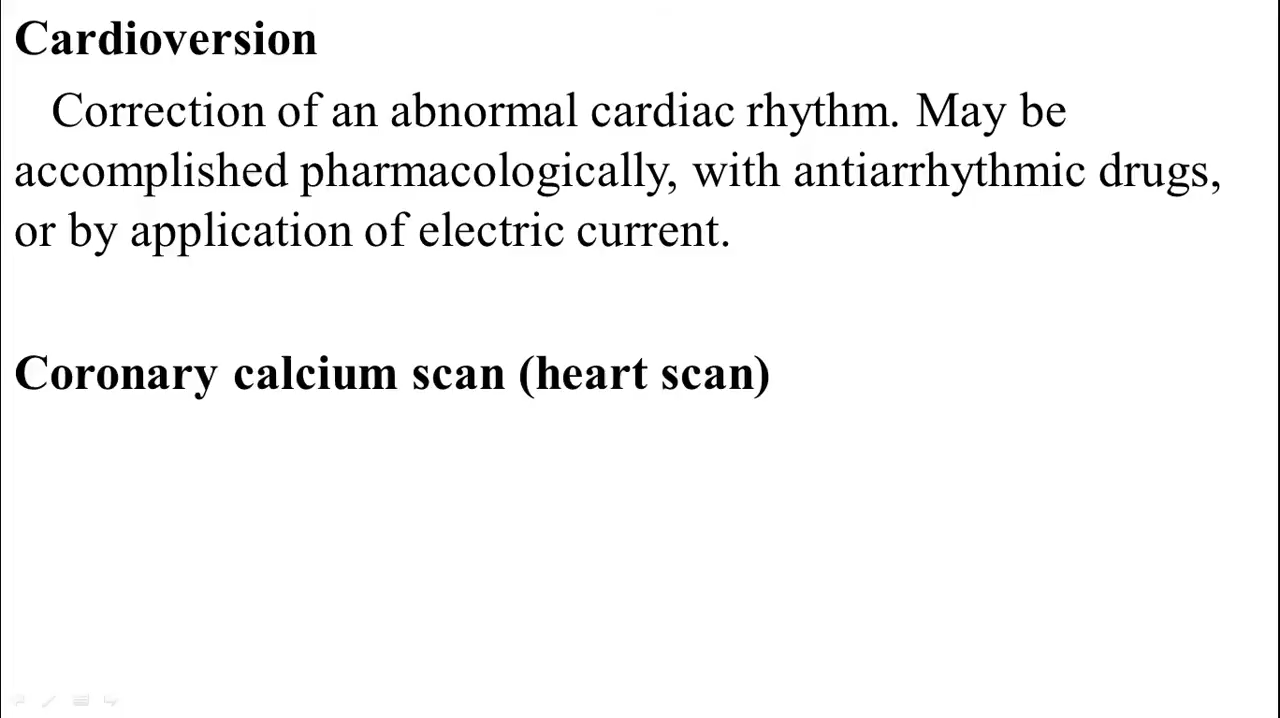 Cardioversion
Correction of an abnormal cardiac rhythm. May be
accomplished pharmacologically, with antiarrhythmic drugs,
or by application of electric current.
Coronary calcium scan (heart scan)